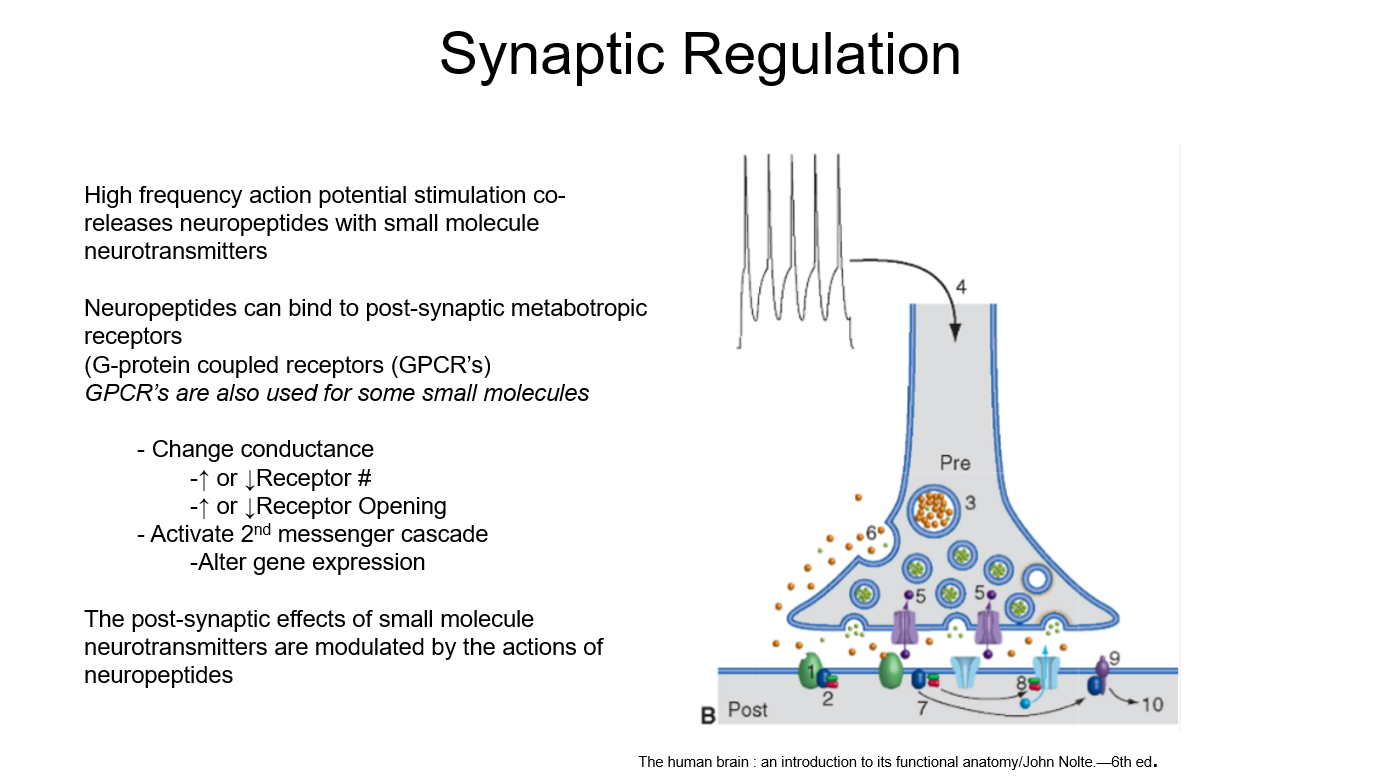 Synaptic Regulation
High frequency action potential stimulation co-
releases neuropeptides with small molecule
neurotransmitters
Neuropeptides can bind to post-synaptic metabotropic
receptors
(G-protein coupled receptors (GPCR’s)
GPCR’s are also used for some small molecules
- Change conductance
-↑ or ↓Receptor #
-↑ or ↓Receptor Opening
- Activate 2nd messenger cascade
-Alter gene expression
The post-synaptic effects of small molecule
neurotransmitters are modulated by the actions of
neuropeptides
4
Pre
3
6
5
5
1
2
7
8
9
10
B
Post
The human brain : an introduction to its functional anatomy/John Nolte.—6th ed.